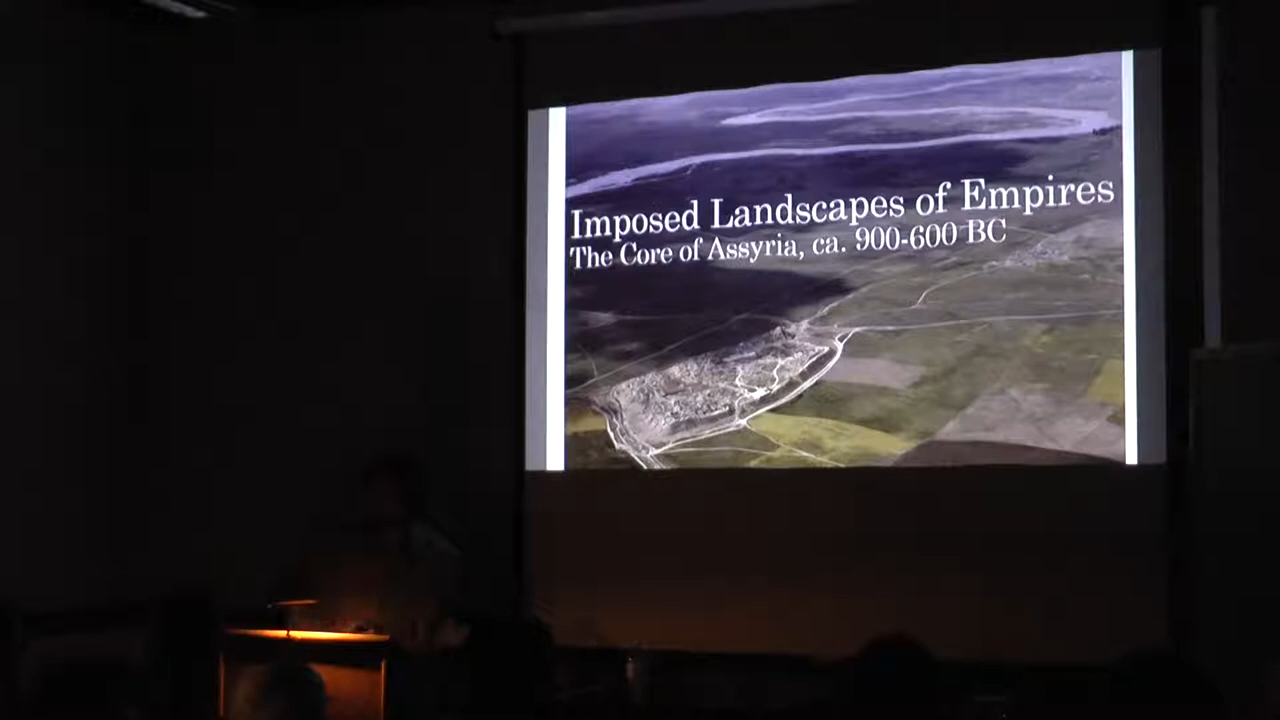 Imposed Landscapes of Empires
The Core of Assyria, ca. 900-600 BC